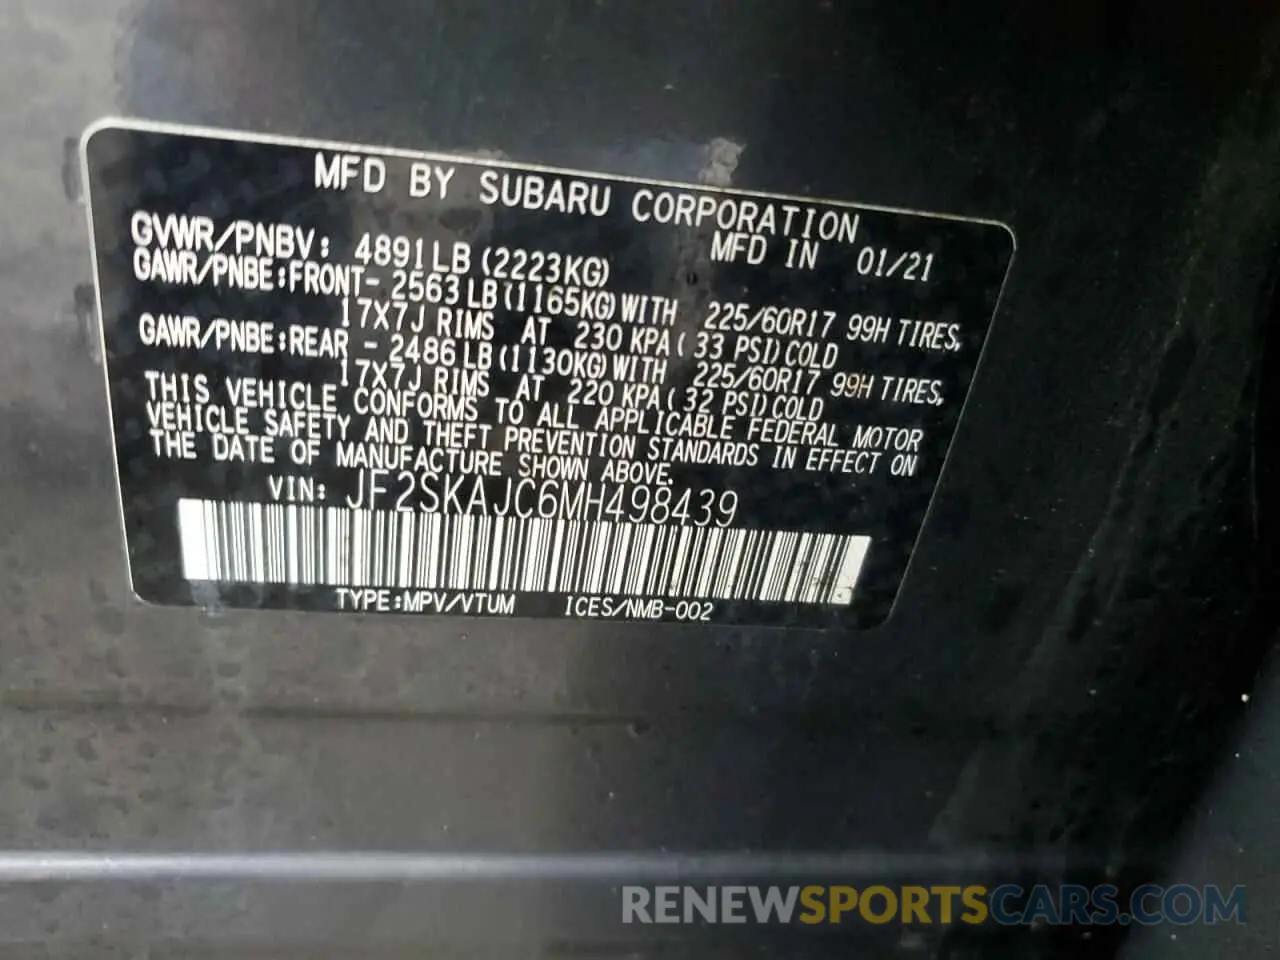 MFD BY SUBARU CORPORATION
MFD IN 01/21
GVWR/PNBV: 4891LB (2223KG)
GAWR/PNBE:FRONT- 2563 LB (1165KG) WITH 225/60R17 99H TIRES,
17X7J RIMS AT 230 KPA ( 33 PSI) COLD
GAWR/PNBE:REAR - 2486 LB (1130KG) WITH 225/60R17 99H TIRES,
17X7J RIMS AT 220 KPA ( 32 PSI) COLD
THIS VEHICLE CONFORMS TO ALL APPLICABLE FEDERAL MOTOR
VEHICLE SAFETY AND THEFT PREVENTION STANDARDS IN EFFECT ON
THE DATE OF MANUFACTURE SHOWN ABOVE.
VIN: JF2SKAJC6MH498439
TYPE:MPV/VTUM ICES/NMB-002
RENEWSPORTSCARS.COM